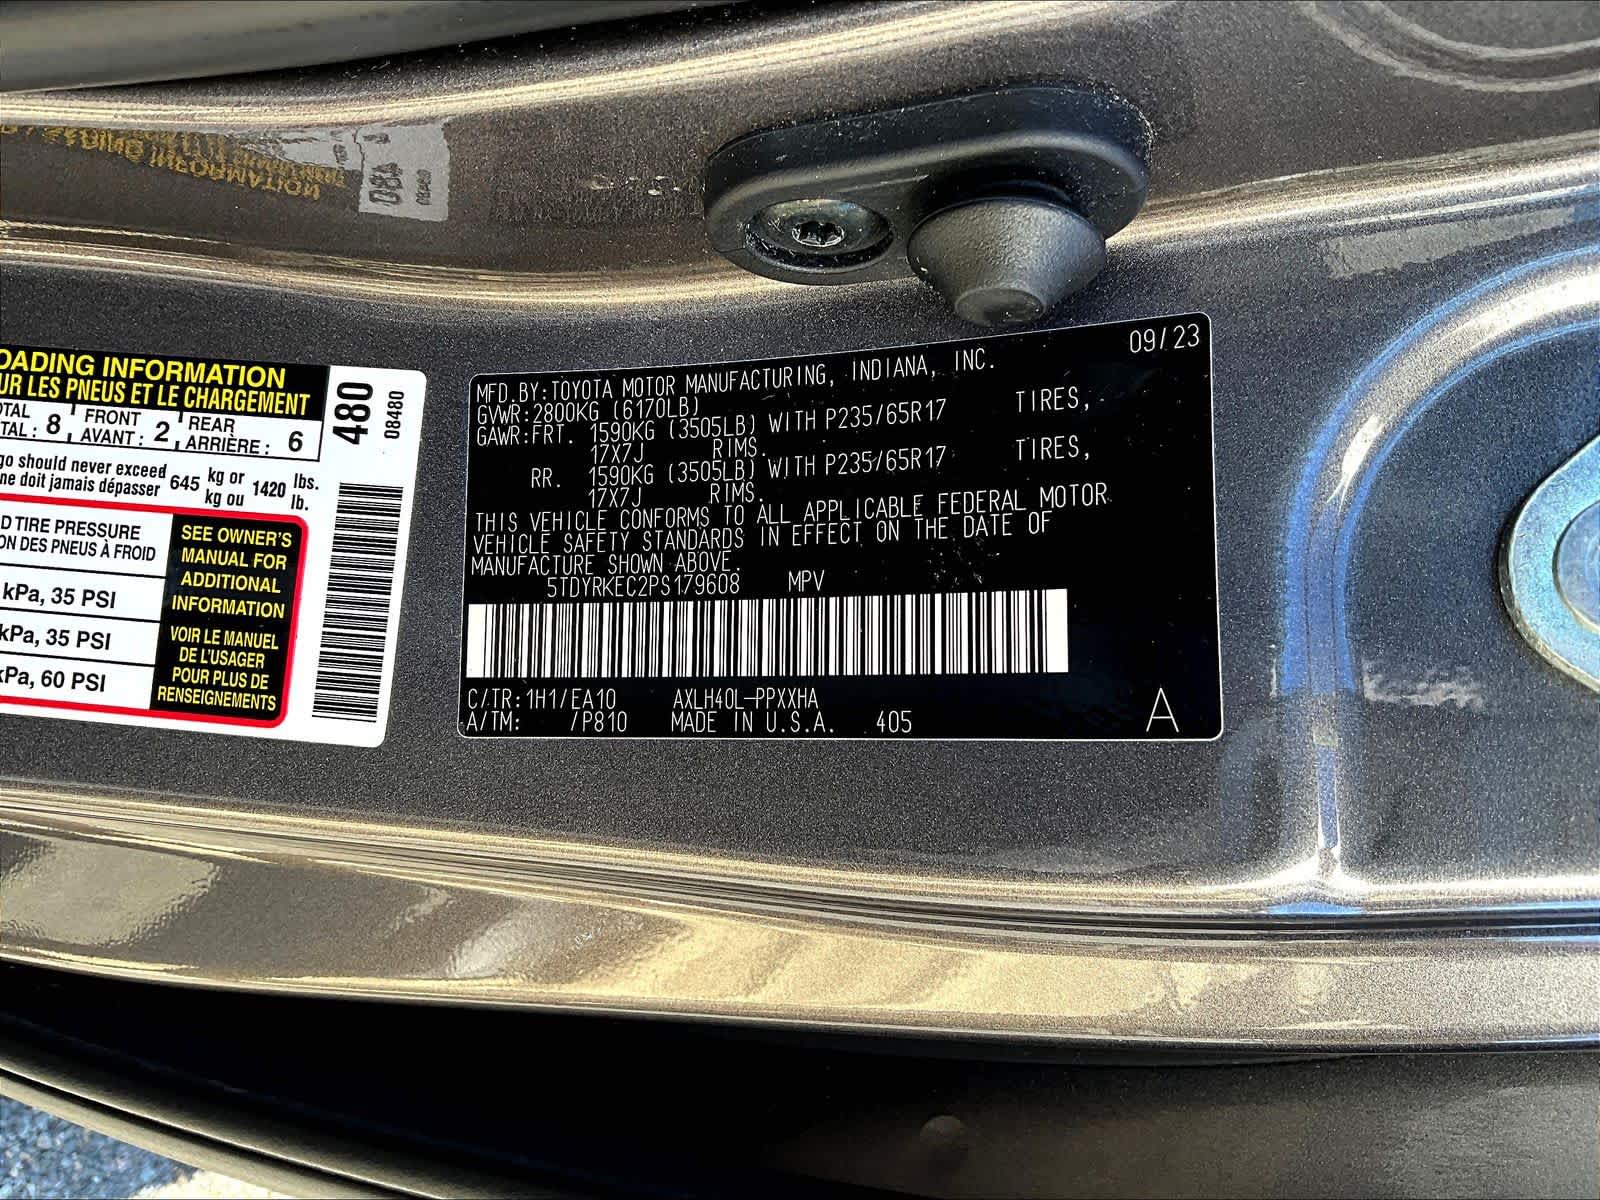 OADING INFORMATION
UR LES PNEUS ET LE CHARGEMENT
OTAL
TAL : 8
FRONT
AVANT : 2
REAR
ARRIÈRE : 6
go should never exceed
ne doit jamais dépasser
645
kg or
kg ou
1420
lbs.
lb.
D TIRE PRESSURE
ON DES PNEUS À FROID
kPa, 35 PSI
kPa, 35 PSI
kPa, 60 PSI
SEE OWNER'S
MANUAL FOR
ADDITIONAL
INFORMATION
VOIR LE MANUEL
DE L'USAGER
POUR PLUS DE
RENSEIGNEMENTS
480
08480
09/23
MFD.BY:TOYOTA MOTOR MANUFACTURING, INDIANA, INC.
GVWR:2800KG (6170LB)
GAWR:FRT. 1590KG (3505LB) WITH P235/65R17 TIRES,
17X7J RIMS.
RR. 1590KG (3505LB) WITH P235/65R17 TIRES,
17X7J RIMS.
THIS VEHICLE CONFORMS TO ALL APPLICABLE FEDERAL MOTOR
VEHICLE SAFETY STANDARDS IN EFFECT ON THE DATE OF
MANUFACTURE SHOWN ABOVE.
5TDYRKEC2PS179608 MPV
C/TR:1H1/EA10 AXLH40L-PPXXHA
A/TM: /P810 MADE IN U.S.A. 405
A